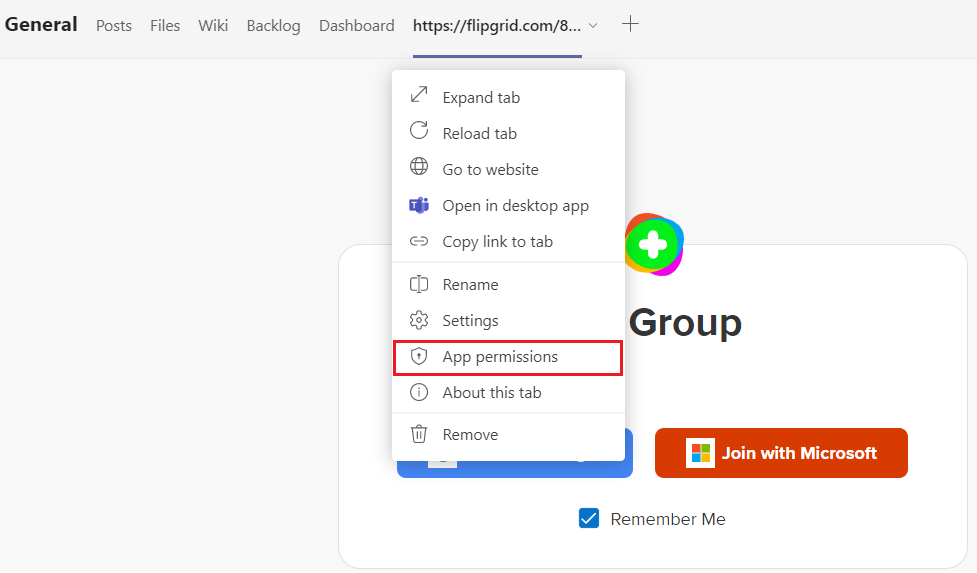 General Posts Files Wiki Backlog Dashboard https://flipgrid.com/8...
Expand tab
Reload tab
Go to website
Open in desktop app
Copy link to tab
Rename
Settings
Group
App permissions
About this tab
Remove
Join with Microsoft
Remember Me